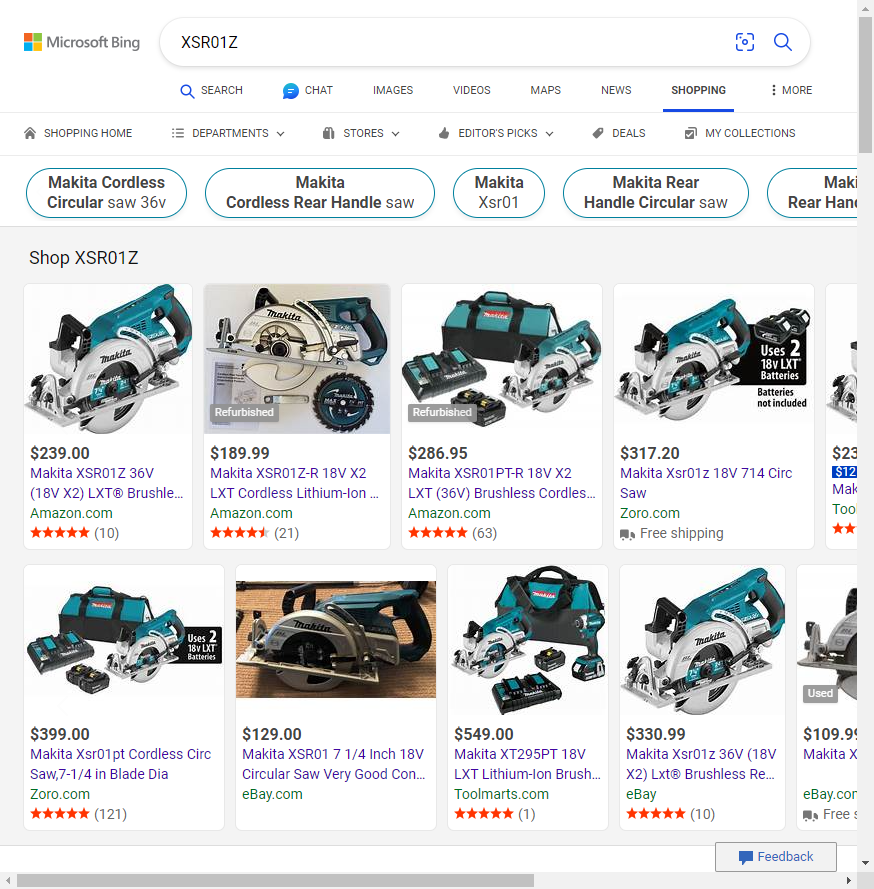 Microsoft Bing
XSR01Z
SEARCH
CHAT
IMAGES
VIDEOS
MAPS
NEWS
SHOPPING
MORE
SHOPPING HOME
DEPARTMENTS
STORES
EDITOR'S PICKS
DEALS
MY COLLECTIONS
Makita Cordless
Circular saw 36v
Makita
Cordless Rear Handle saw
Makita
Xsr01
Makita Rear
Handle Circular saw
Maki
Rear Hand
Shop XSR01Z
Makita
$239.00
Makita XSR01Z 36V
(18V X2) LXT® Brushle...
Amazon.com
(10)
Makita
Refurbished
$189.99
Makita XSR01Z-R 18V X2
LXT Cordless Lithium-Ion ...
Amazon.com
(21)
Refurbished
$286.95
Makita XSR01PT-R 18V X2
LXT (36V) Brushless Cordles...
Amazon.com
(63)
Makita
Uses 2
18v LXT
Batteries
Batteries
not included
$317.20
Makita Xsr01z 18V 714 Circ
Saw
Zoro.com
Free shipping
$23
$12
Mak
Tool
Uses 2
18v LXT
Batteries
$399.00
Makita Xsr01pt Cordless Circ
Saw,7-1/4 in Blade Dia
Zoro.com
(121)
Makita
$129.00
Makita XSR01 7 1/4 Inch 18V
Circular Saw Very Good Con...
eBay.com
$549.00
Makita XT295PT 18V
LXT Lithium-Ion Brush...
Toolmarts.com
(1)
Makita
$330.99
Makita Xsr01z 36V (18V
X2) Lxt® Brushless Re...
eBay
(10)
Used
$109.99
Makita X
eBay.com
Free s
Feedback